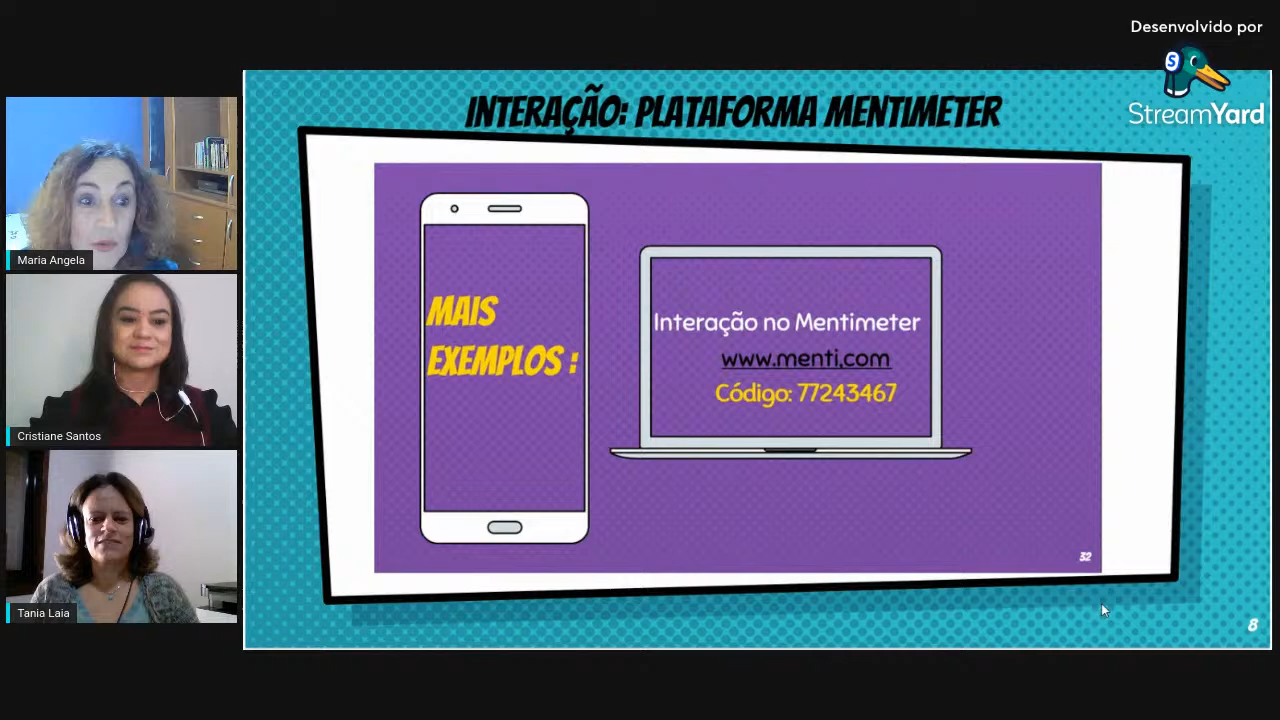 Desenvolvido por
StreamYard
INTERAÇÃO: PLATAFORMA MENTIMETER
MAIS
EXEMPLOS :
Interação no Mentimeter
www.menti.com
Código: 77243467
32
8
Maria Angela
Cristiane Santos
Tania Laia